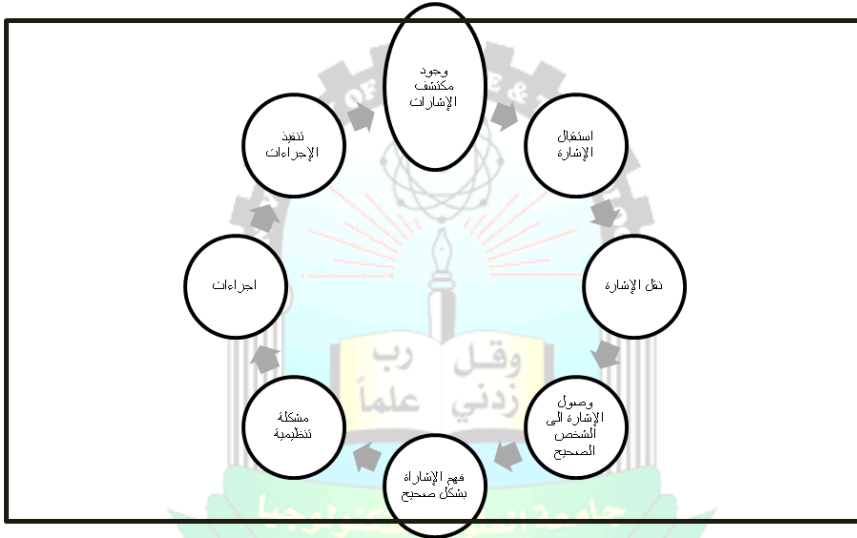 وجود
مكتشف
الإشارات
استقبال
الإشارة
نقل الإشارة
وصول
الإشارة الى
الشخص
الصحيح
فهم الإشاراة
بشكل صحيح
مشكلة
تنظيمية
اجراءات
تنفيذ
الإجراءات
وقل رب
زدني علماً